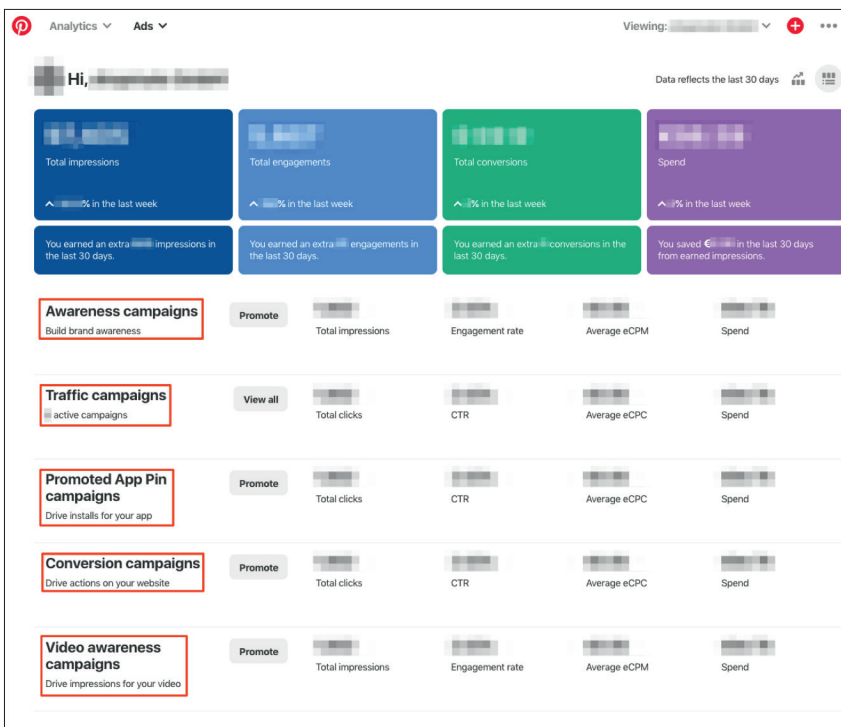 Analytics Ads Viewing:
Hi,
Data reflects the last 30 days
Total impressions
% in the last week
Total engagements
% in the last week
Total conversions
% in the last week
Spend
% in the last week
You earned an extra impressions in
the last 30 days.
You earned an extra engagements in
the last 30 days.
You earned an extra conversions in the
last 30 days.
You saved € in the last 30 days
from earned impressions.
Awareness campaigns
Build brand awareness
Promote
Total impressions
Engagement rate
Average eCPM
Spend
Traffic campaigns
active campaigns
View all
Total clicks
CTR
Average eCPC
Spend
Promoted App Pin
campaigns
Drive installs for your app
Promote
Total clicks
CTR
Average eCPC
Spend
Conversion campaigns
Drive actions on your website
Promote
Total clicks
CTR
Average eCPC
Spend
Video awareness
campaigns
Drive impressions for your video
Promote
Total impressions
Engagement rate
Average eCPM
Spend